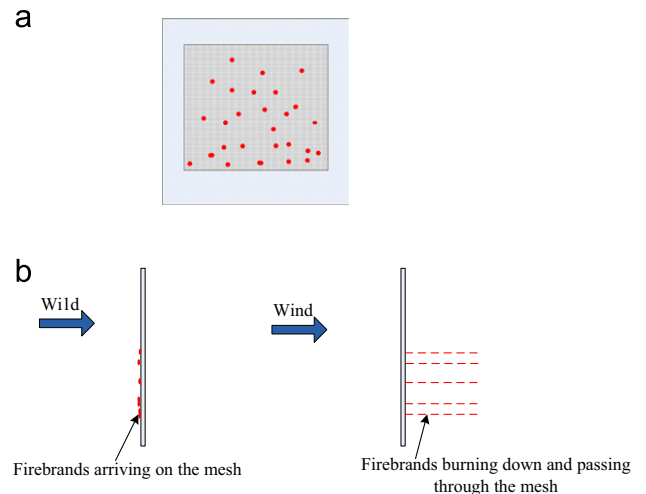 a
b
Wild
Wind
Firebrands arriving on the mesh
Firebrands burning down and passing
through the mesh